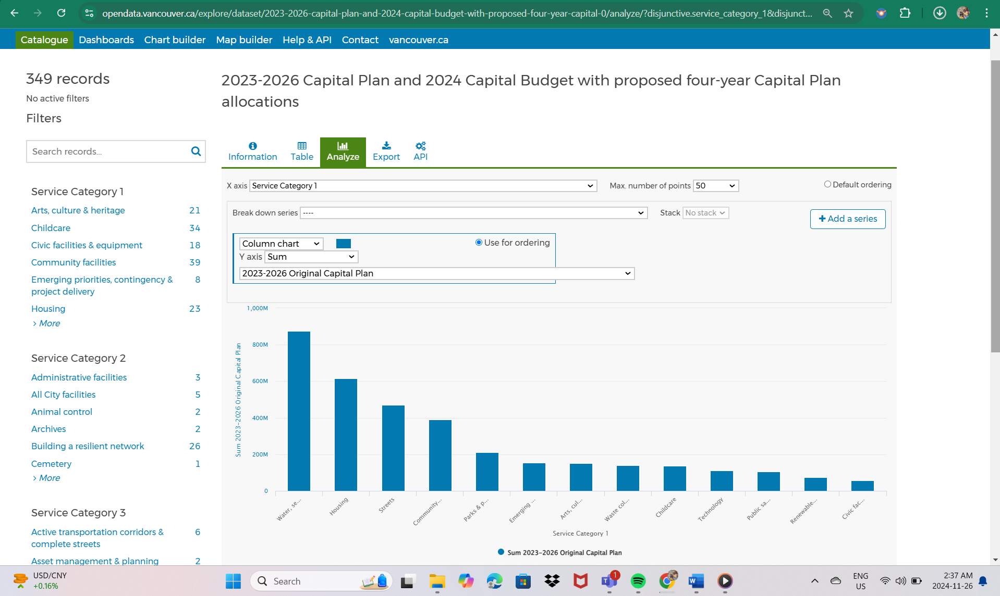 opendata.vancouver.ca/explore/dataset/2023-2026-capital-plan-and-2024-capital-budget-with-proposed-four-year-capital-0/analyze/?disjunctive.service_category_1&disjunct...
Catalogue Dashboards Chart builder Map builder Help & API Contact vancouver.ca
349 records
No active filters
Filters
Search records...
Service Category 1
Arts, culture & heritage 21
Childcare 34
Civic facilities & equipment 18
Community facilities 39
Emerging priorities, contingency & 8
project delivery
Housing 23
> More
Service Category 2
Administrative facilities 3
All City facilities 5
Animal control 2
Archives 2
Building a resilient network 26
Cemetery 1
> More
Service Category 3
Active transportation corridors & 6
complete streets
Asset management & planning 2
2023-2026 Capital Plan and 2024 Capital Budget with proposed four-year Capital Plan
allocations
Information Table Analyze Export API
X axis Service Category 1 Max. number of points 50 Default ordering
Break down series ---- Stack No stack
+ Add a series
Column chart Use for ordering
Y axis Sum
2023-2026 Original Capital Plan
1,000M
800M
600M
400M
200M
0
Sum 2023-2026 Original Capital Plan
Water, se...
Housing
Streets
Community...
Parks & p...
Emerging ...
Arts, cul...
Waste col...
Childcare
Technology
Public sa...
Renewable...
Civic fac...
Service Category 1
Sum 2023-2026 Original Capital Plan
USD/CNY
+0.16%
Search
1
ENG
US
2:37 AM
2024-11-26